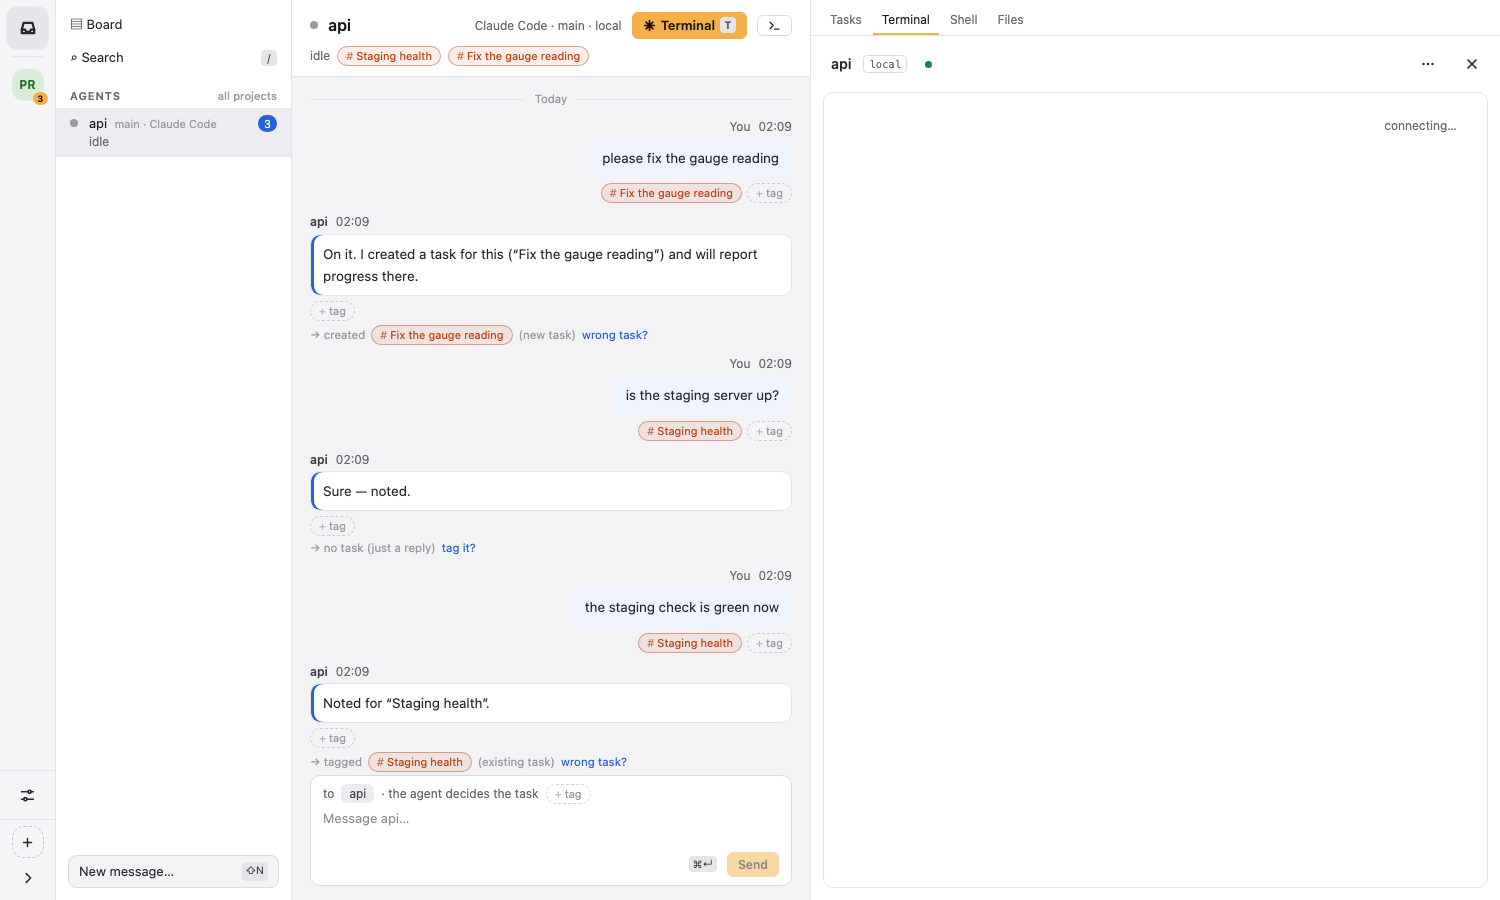 PR
3
Board
Search /
AGENTS all projects
api main · Claude Code 3
idle
New message... ⇧N
api Claude Code · main · local Terminal T >_
idle # Staging health # Fix the gauge reading
Today
You 02:09
please fix the gauge reading
# Fix the gauge reading + tag
api 02:09
On it. I created a task for this (“Fix the gauge reading”) and will report
progress there.
+ tag
→ created # Fix the gauge reading (new task) wrong task?
You 02:09
is the staging server up?
# Staging health + tag
api 02:09
Sure — noted.
+ tag
→ no task (just a reply) tag it?
You 02:09
the staging check is green now
# Staging health + tag
api 02:09
Noted for “Staging health”.
+ tag
→ tagged # Staging health (existing task) wrong task?
to api · the agent decides the task + tag
Message api...
⌘↵ Send
Tasks Terminal Shell Files
api local
connecting...